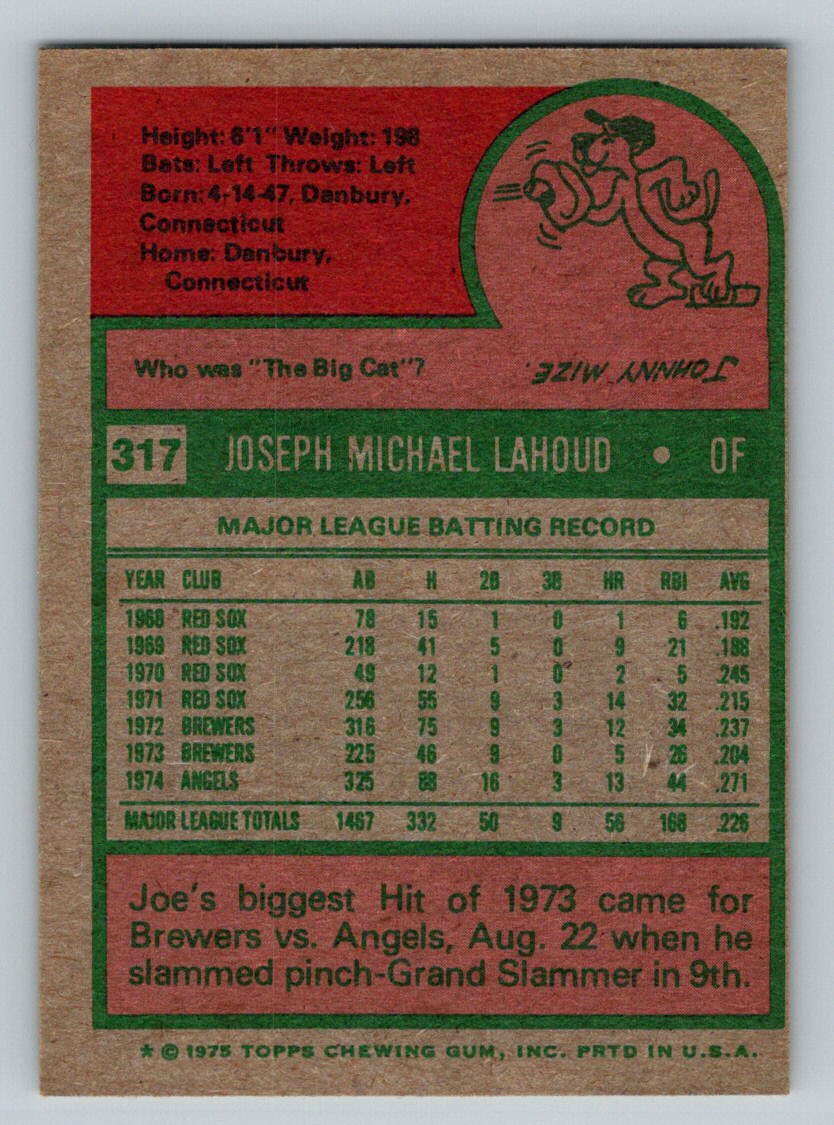 Height: 6'1" Weight: 198
Bats: Left Throws: Left
Born: 4-14-47, Danbury,
Connecticut
Home: Danbury,
Connecticut
Who was "The Big Cat"?
JOHNNY MIZE.
317 JOSEPH MICHAEL LAHOUD • OF
MAJOR LEAGUE BATTING RECORD
YEAR CLUB AB H 2B 3B HR RBI AVG
1968 RED SOX 78 15 1 0 1 6 .192
1969 RED SOX 218 41 5 0 9 21 .188
1970 RED SOX 49 12 1 0 2 5 .245
1971 RED SOX 256 55 9 3 14 32 .215
1972 BREWERS 316 75 9 3 12 34 .237
1973 BREWERS 225 46 9 0 5 26 .204
1974 ANGELS 325 88 16 3 13 44 .271
MAJOR LEAGUE TOTALS 1467 332 50 9 56 168 .226
Joe's biggest Hit of 1973 came for
Brewers vs. Angels, Aug. 22 when he
slammed pinch-Grand Slammer in 9th.
* © 1975 TOPPS CHEWING GUM, INC. PRTD IN U.S.A.